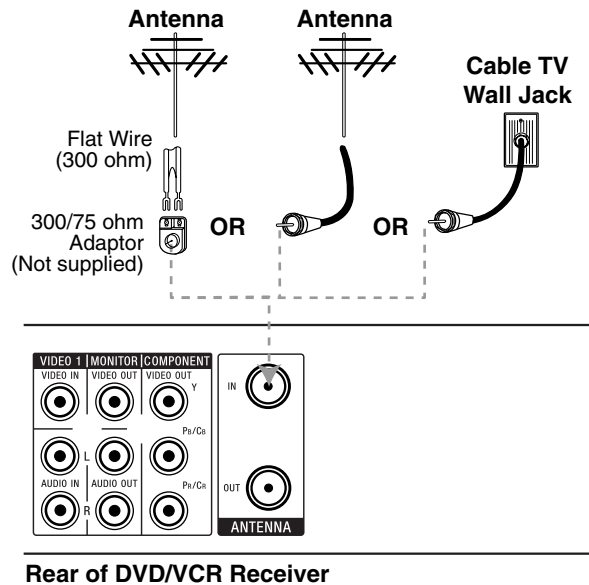 Antenna
Antenna
Cable TV
Wall Jack
Flat Wire
(300 ohm)
300/75 ohm
Adaptor
(Not supplied)
OR
OR
VIDEO 1 MONITOR COMPONENT
VIDEO IN VIDEO OUT VIDEO OUT
Y
IN
PB/CB
L
AUDIO IN AUDIO OUT PR/CR
OUT
R
ANTENNA
Rear of DVD/VCR Receiver